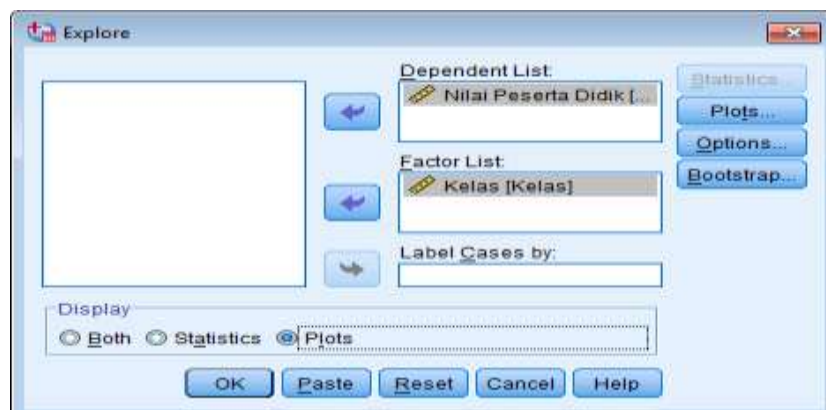 Explore
Dependent List:
Nilai Peserta Didik [...
Factor List:
Kelas [Kelas]
Label Cases by:
Statistics...
Plots...
Options...
Bootstrap...
Display
Both Statistics Plots
OK Paste Reset Cancel Help